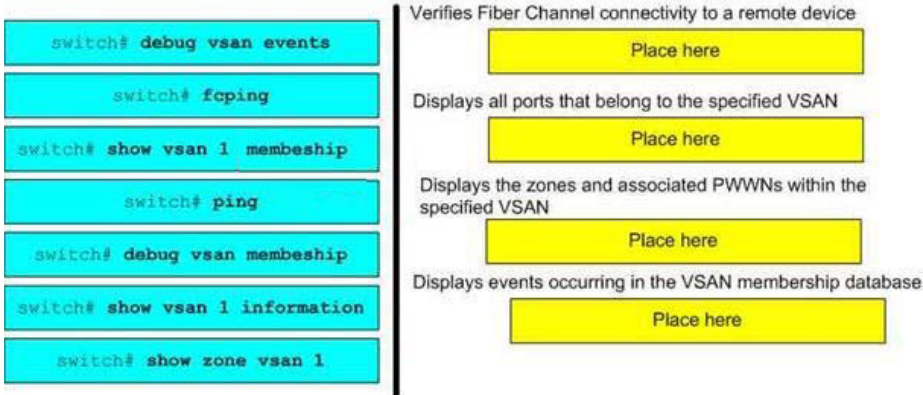 switch# debug vsan events
switch# fcping
switch# show vsan 1 membeship
switch# ping
switch# debug vsan membeship
switch# show vsan 1 information
switch# show zone vsan 1
Verifies Fiber Channel connectivity to a remote device
Place here
Displays all ports that belong to the specified VSAN
Place here
Displays the zones and associated PWWNs within the
specified VSAN
Place here
Displays events occurring in the VSAN membership database
Place here